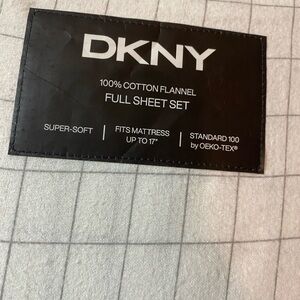 DKNY
100% COTTON FLANNEL
FULL SHEET SET
SUPER-SOFT
FITS MATTRESS
UP TO 17"
STANDARD 100
by OEKO-TEX®